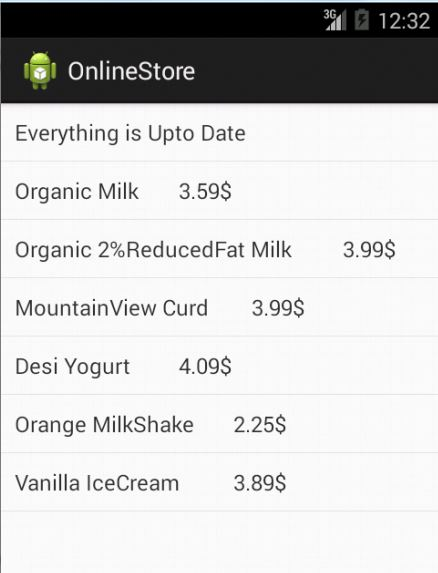 3G 12:32
OnlineStore
Everything is Upto Date
Organic Milk 3.59$
Organic 2%ReducedFat Milk 3.99$
MountainView Curd 3.99$
Desi Yogurt 4.09$
Orange MilkShake 2.25$
Vanilla IceCream 3.89$